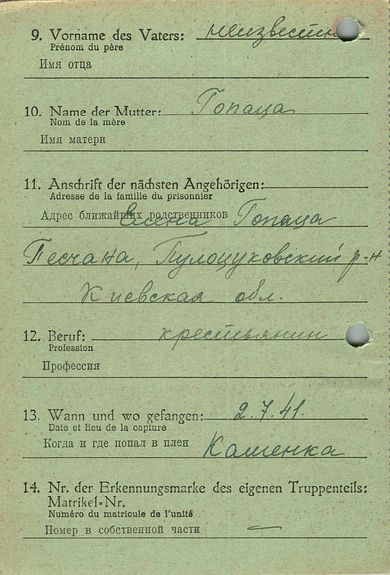 9. Vorname des Vaters: неизвестно
Prénom du père
Имя отца
10. Name der Mutter: Гопаца
Nom de la mère
Имя матери
11. Anschrift der nächsten Angehörigen:
Adresse de la famille du prisonnier
Адрес ближайших родственников Елена Гопаца
Песчана, р-н
Киевская обл.
12. Beruf: крестьянин
Profession
Профессия
13. Wann und wo gefangen: 2.7.41.
Date et lieu de la capture
Когда и где попал в плен Кашенка
14. Nr. der Erkennungsmarke des eigenen Truppenteils:
Matrikel-Nr.
Numéro du matricule de l'unité
Номер в собственной части —